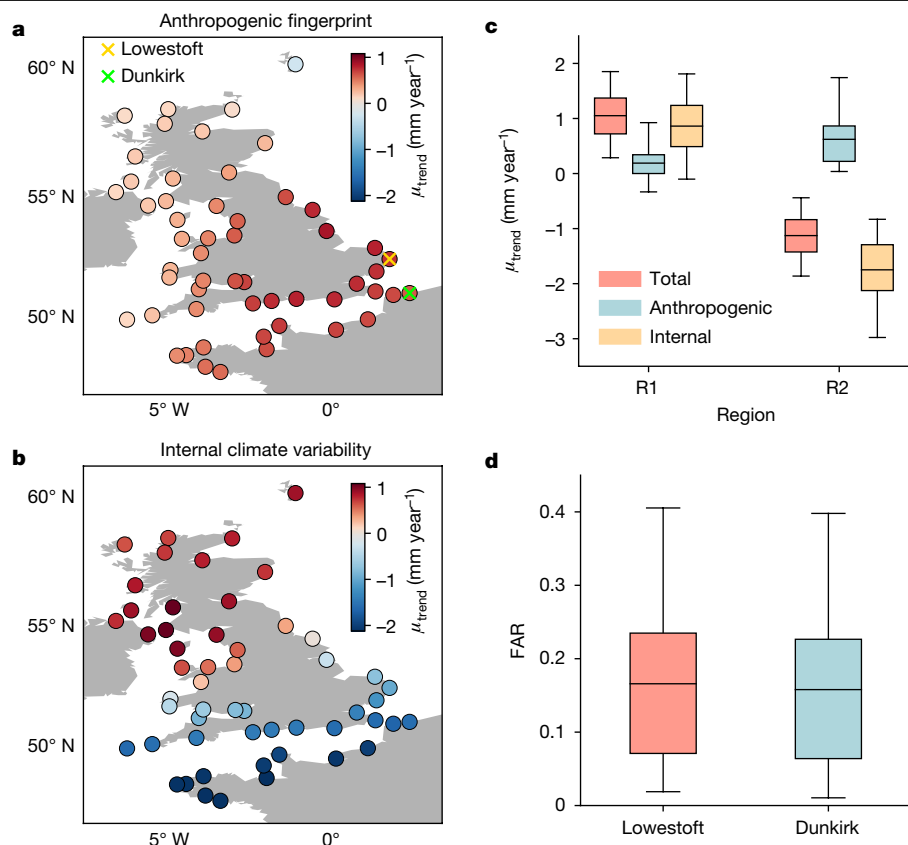 a
Anthropogenic fingerprint
Lowestoft
Dunkirk
60° N
55° N
50° N
5° W
0°
1
0
−1
−2
μtrend (mm year−1)
b
Internal climate variability
60° N
55° N
50° N
5° W
0°
1
0
−1
−2
μtrend (mm year−1)
c
2
1
0
−1
−2
−3
μtrend (mm year−1)
Total
Anthropogenic
Internal
R1
R2
Region
d
0.4
0.3
0.2
0.1
0
FAR
Lowestoft
Dunkirk